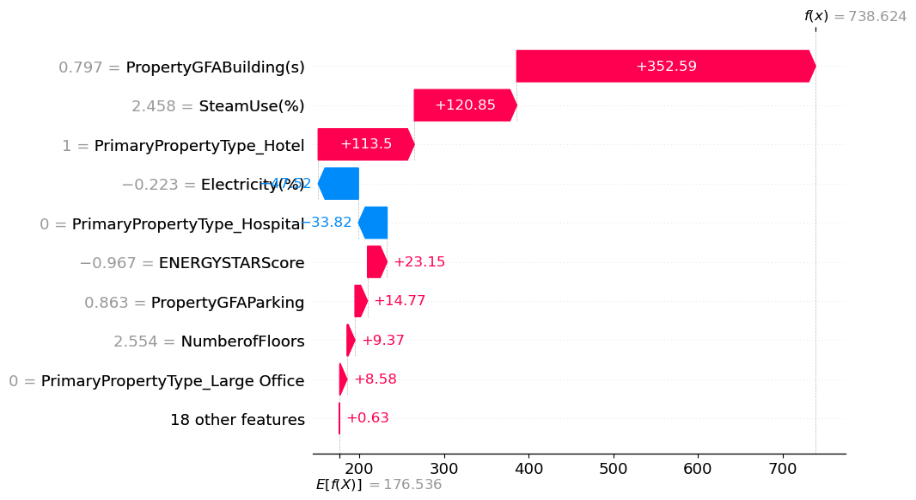 f(x) = 738.624
0.797 = PropertyGFABuilding(s)
+352.59
2.458 = SteamUse(%)
+120.85
1 = PrimaryPropertyType_Hotel
+113.5
−0.223 = Electricity(%)
−47.52
0 = PrimaryPropertyType_Hospital
−33.82
−0.967 = ENERGYSTARScore
+23.15
0.863 = PropertyGFAParking
+14.77
2.554 = NumberofFloors
+9.37
0 = PrimaryPropertyType_Large Office
+8.58
18 other features
+0.63
200 300 400 500 600 700
E[f(X)] = 176.536